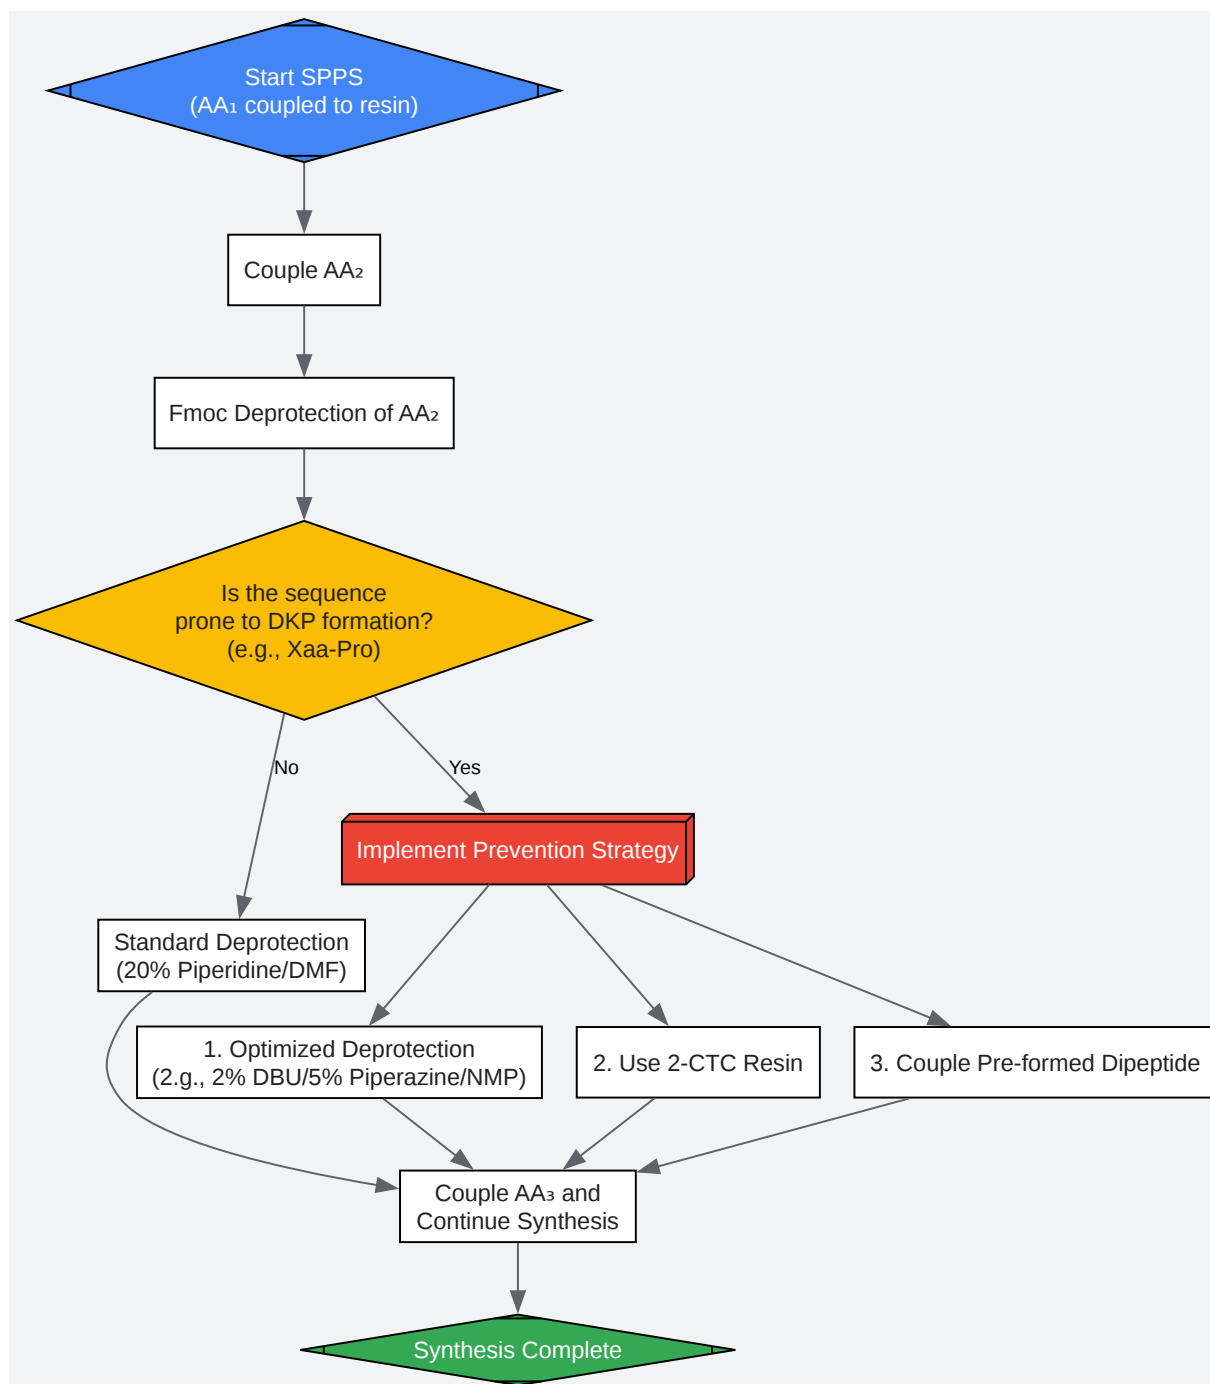 Start SPPS
(AA₁ coupled to resin)
Couple AA₂
Fmoc Deprotection of AA₂
Is the sequence
prone to DKP formation?
(e.g., Xaa-Pro)
No
Yes
Implement Prevention Strategy
Standard Deprotection
(20% Piperidine/DMF)
1. Optimized Deprotection
(2.g., 2% DBU/5% Piperazine/NMP)
2. Use 2-CTC Resin
3. Couple Pre-formed Dipeptide
Couple AA₃ and
Continue Synthesis
Synthesis Complete